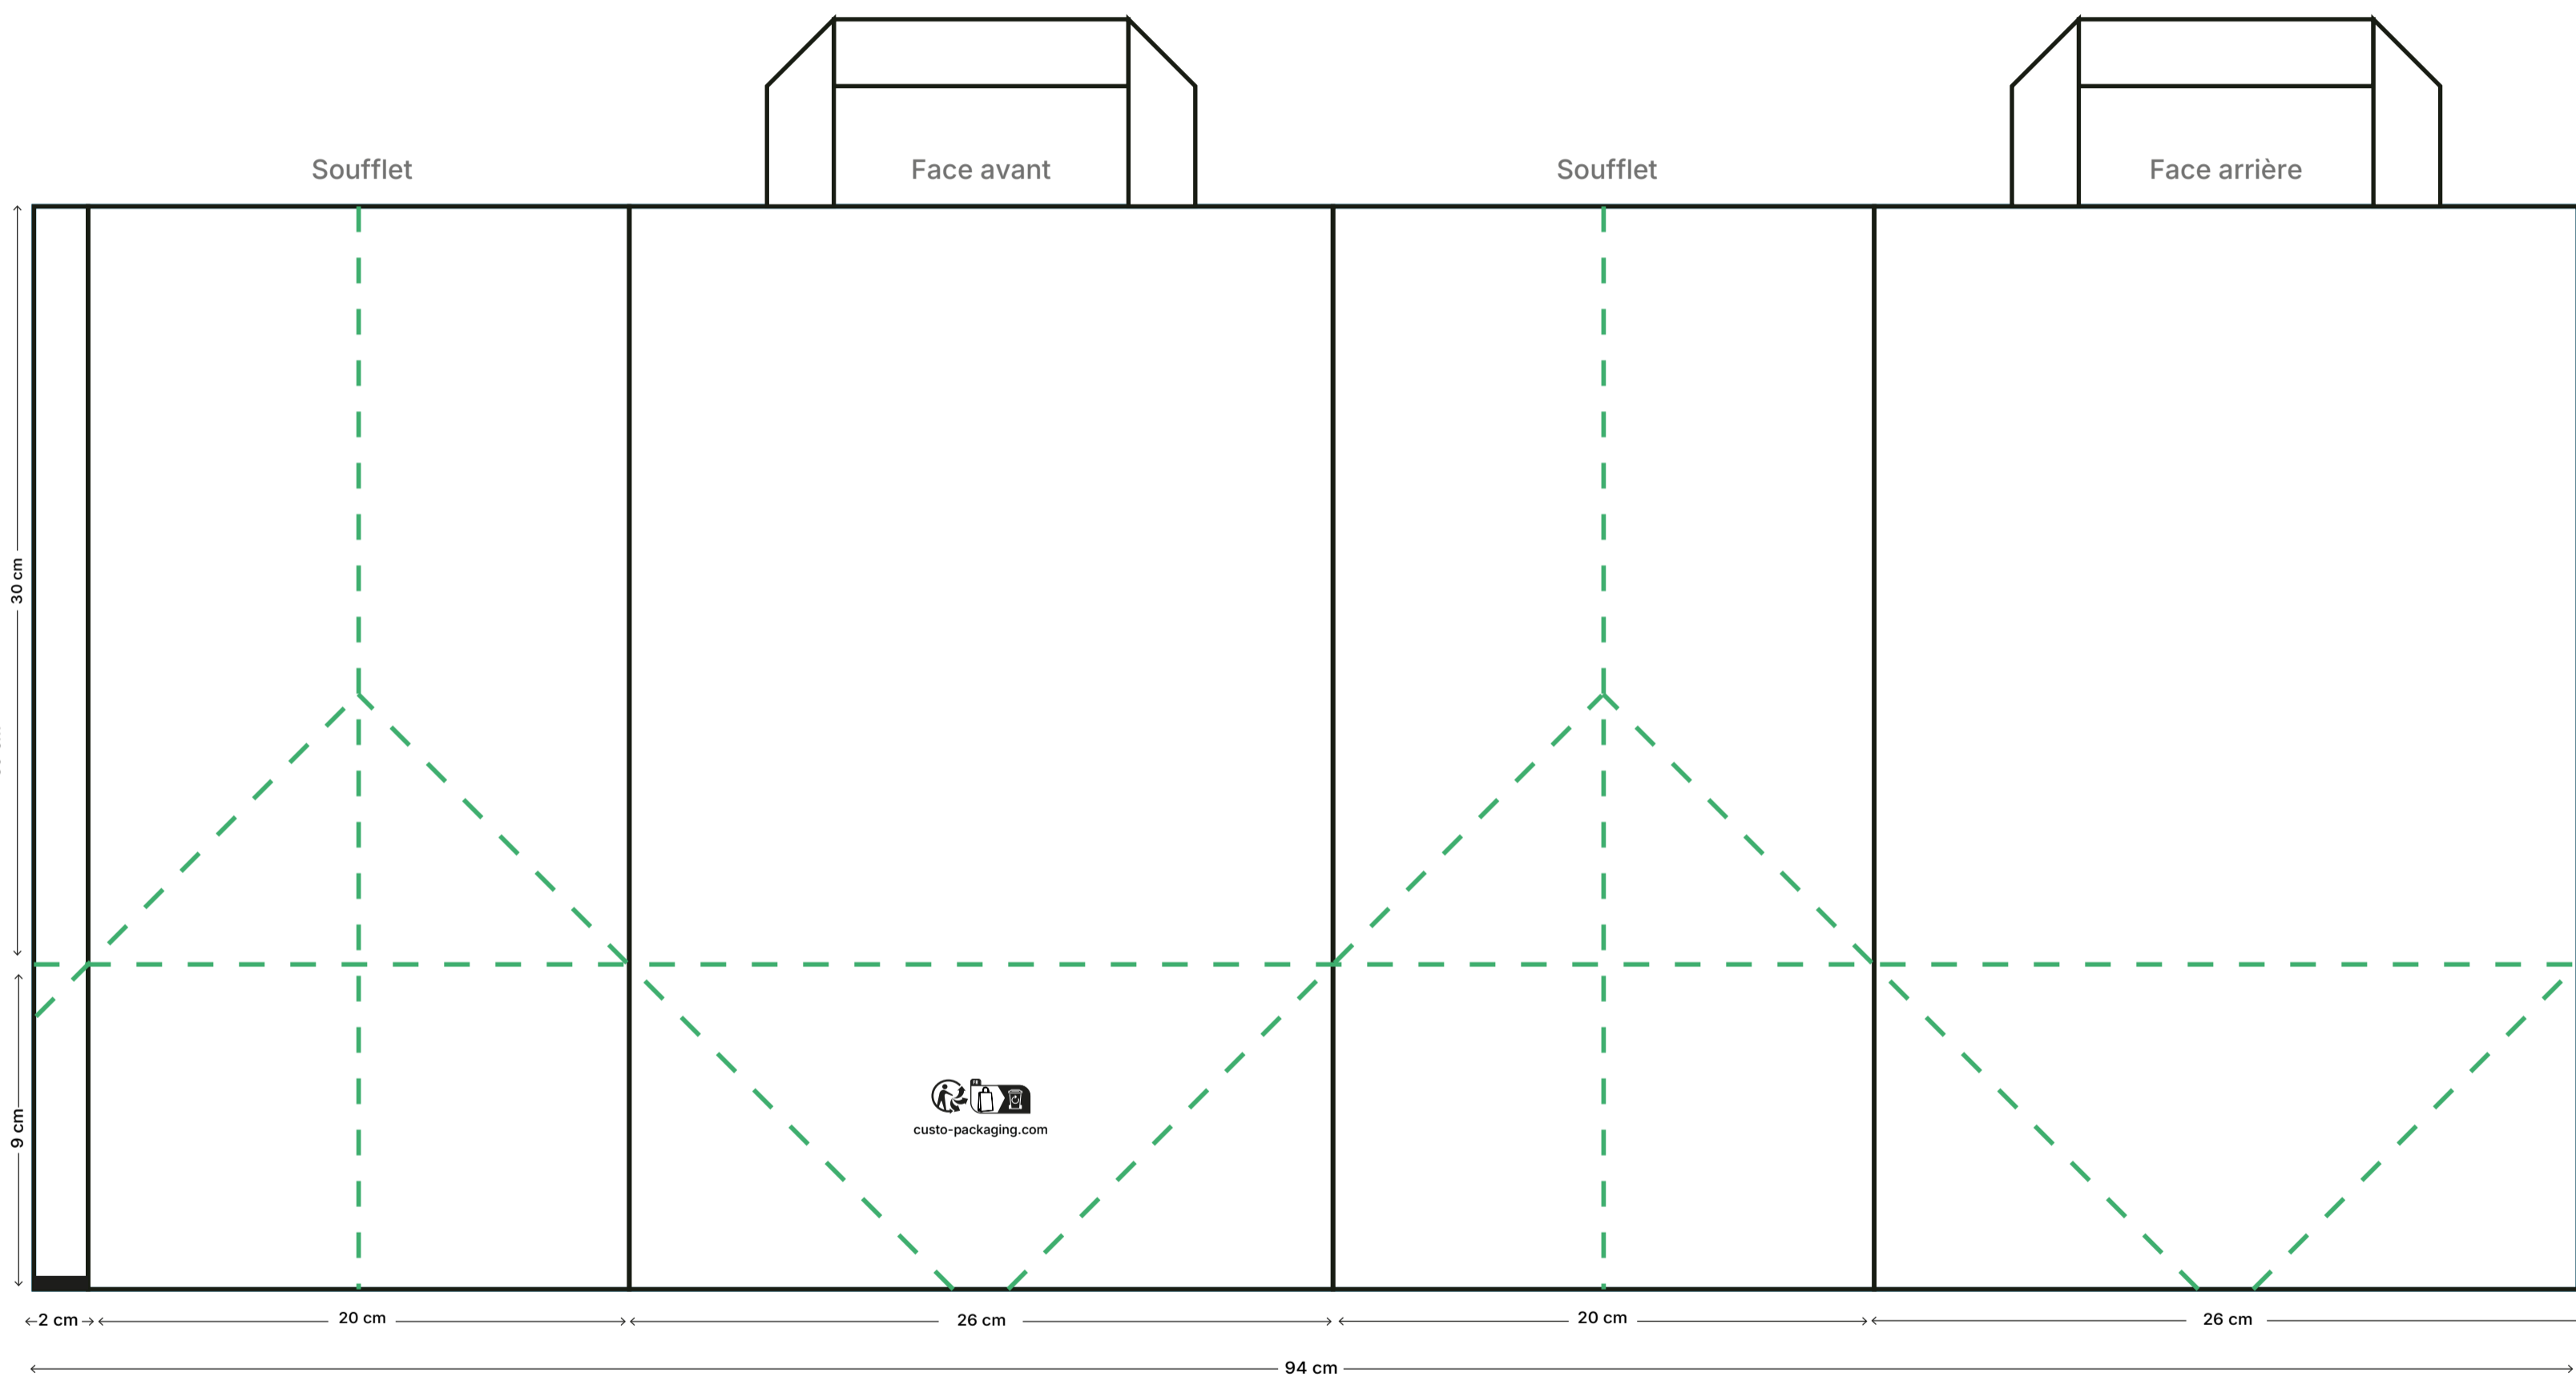 Soufflet
Face avant
Soufflet
Face arrière
30 cm
9 cm
custo-packaging.com
2 cm
20 cm
26 cm
20 cm
26 cm
94 cm